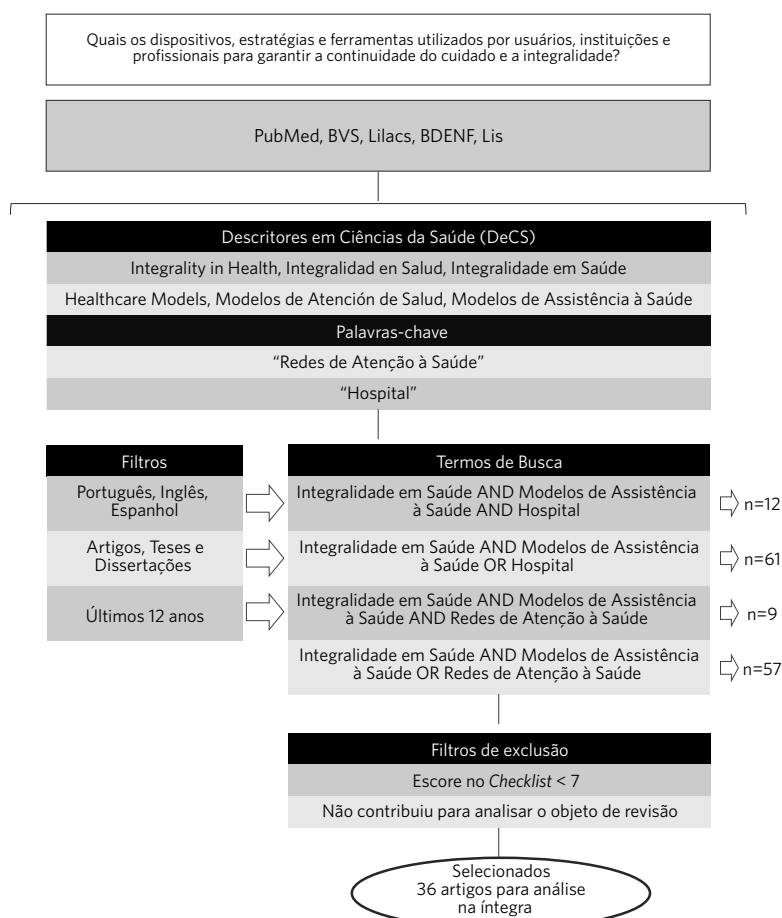 Quais os dispositivos, estratégias e ferramentas utilizados por usuários, instituições e
profissionais para garantir a continuidade do cuidado e a integralidade?
PubMed, BVS, Lilacs, BDENF, Lis
Descritores em Ciências da Saúde (DeCS)
Integrality in Health, Integralidad en Salud, Integralidade em Saúde
Healthcare Models, Modelos de Atención de Salud, Modelos de Assistência à Saúde
Palavras-chave
“Redes de Atenção à Saúde”
“Hospital”
Filtros
Português, Inglês,
Espanhol
Artigos, Teses e
Dissertações
Últimos 12 anos
Termos de Busca
Integralidade em Saúde AND Modelos de Assistência
à Saúde AND Hospital
n=12
Integralidade em Saúde AND Modelos de Assistência
à Saúde OR Hospital
n=61
Integralidade em Saúde AND Modelos de Assistência
à Saúde AND Redes de Atenção à Saúde
n=9
Integralidade em Saúde AND Modelos de Assistência
à Saúde OR Redes de Atenção à Saúde
n=57
Filtros de exclusão
Escore no Checklist < 7
Não contribuiu para analisar o objeto de revisão
Selecionados
36 artigos para análise
na íntegra